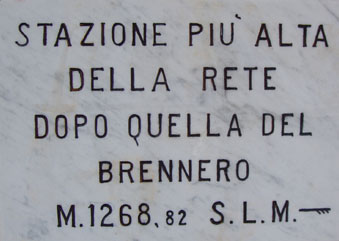 STAZIONE PIU' ALTA
DELLA RETE
DOPO QUELLA DEL
BRENNERO
M.1268,82 S.L.M.